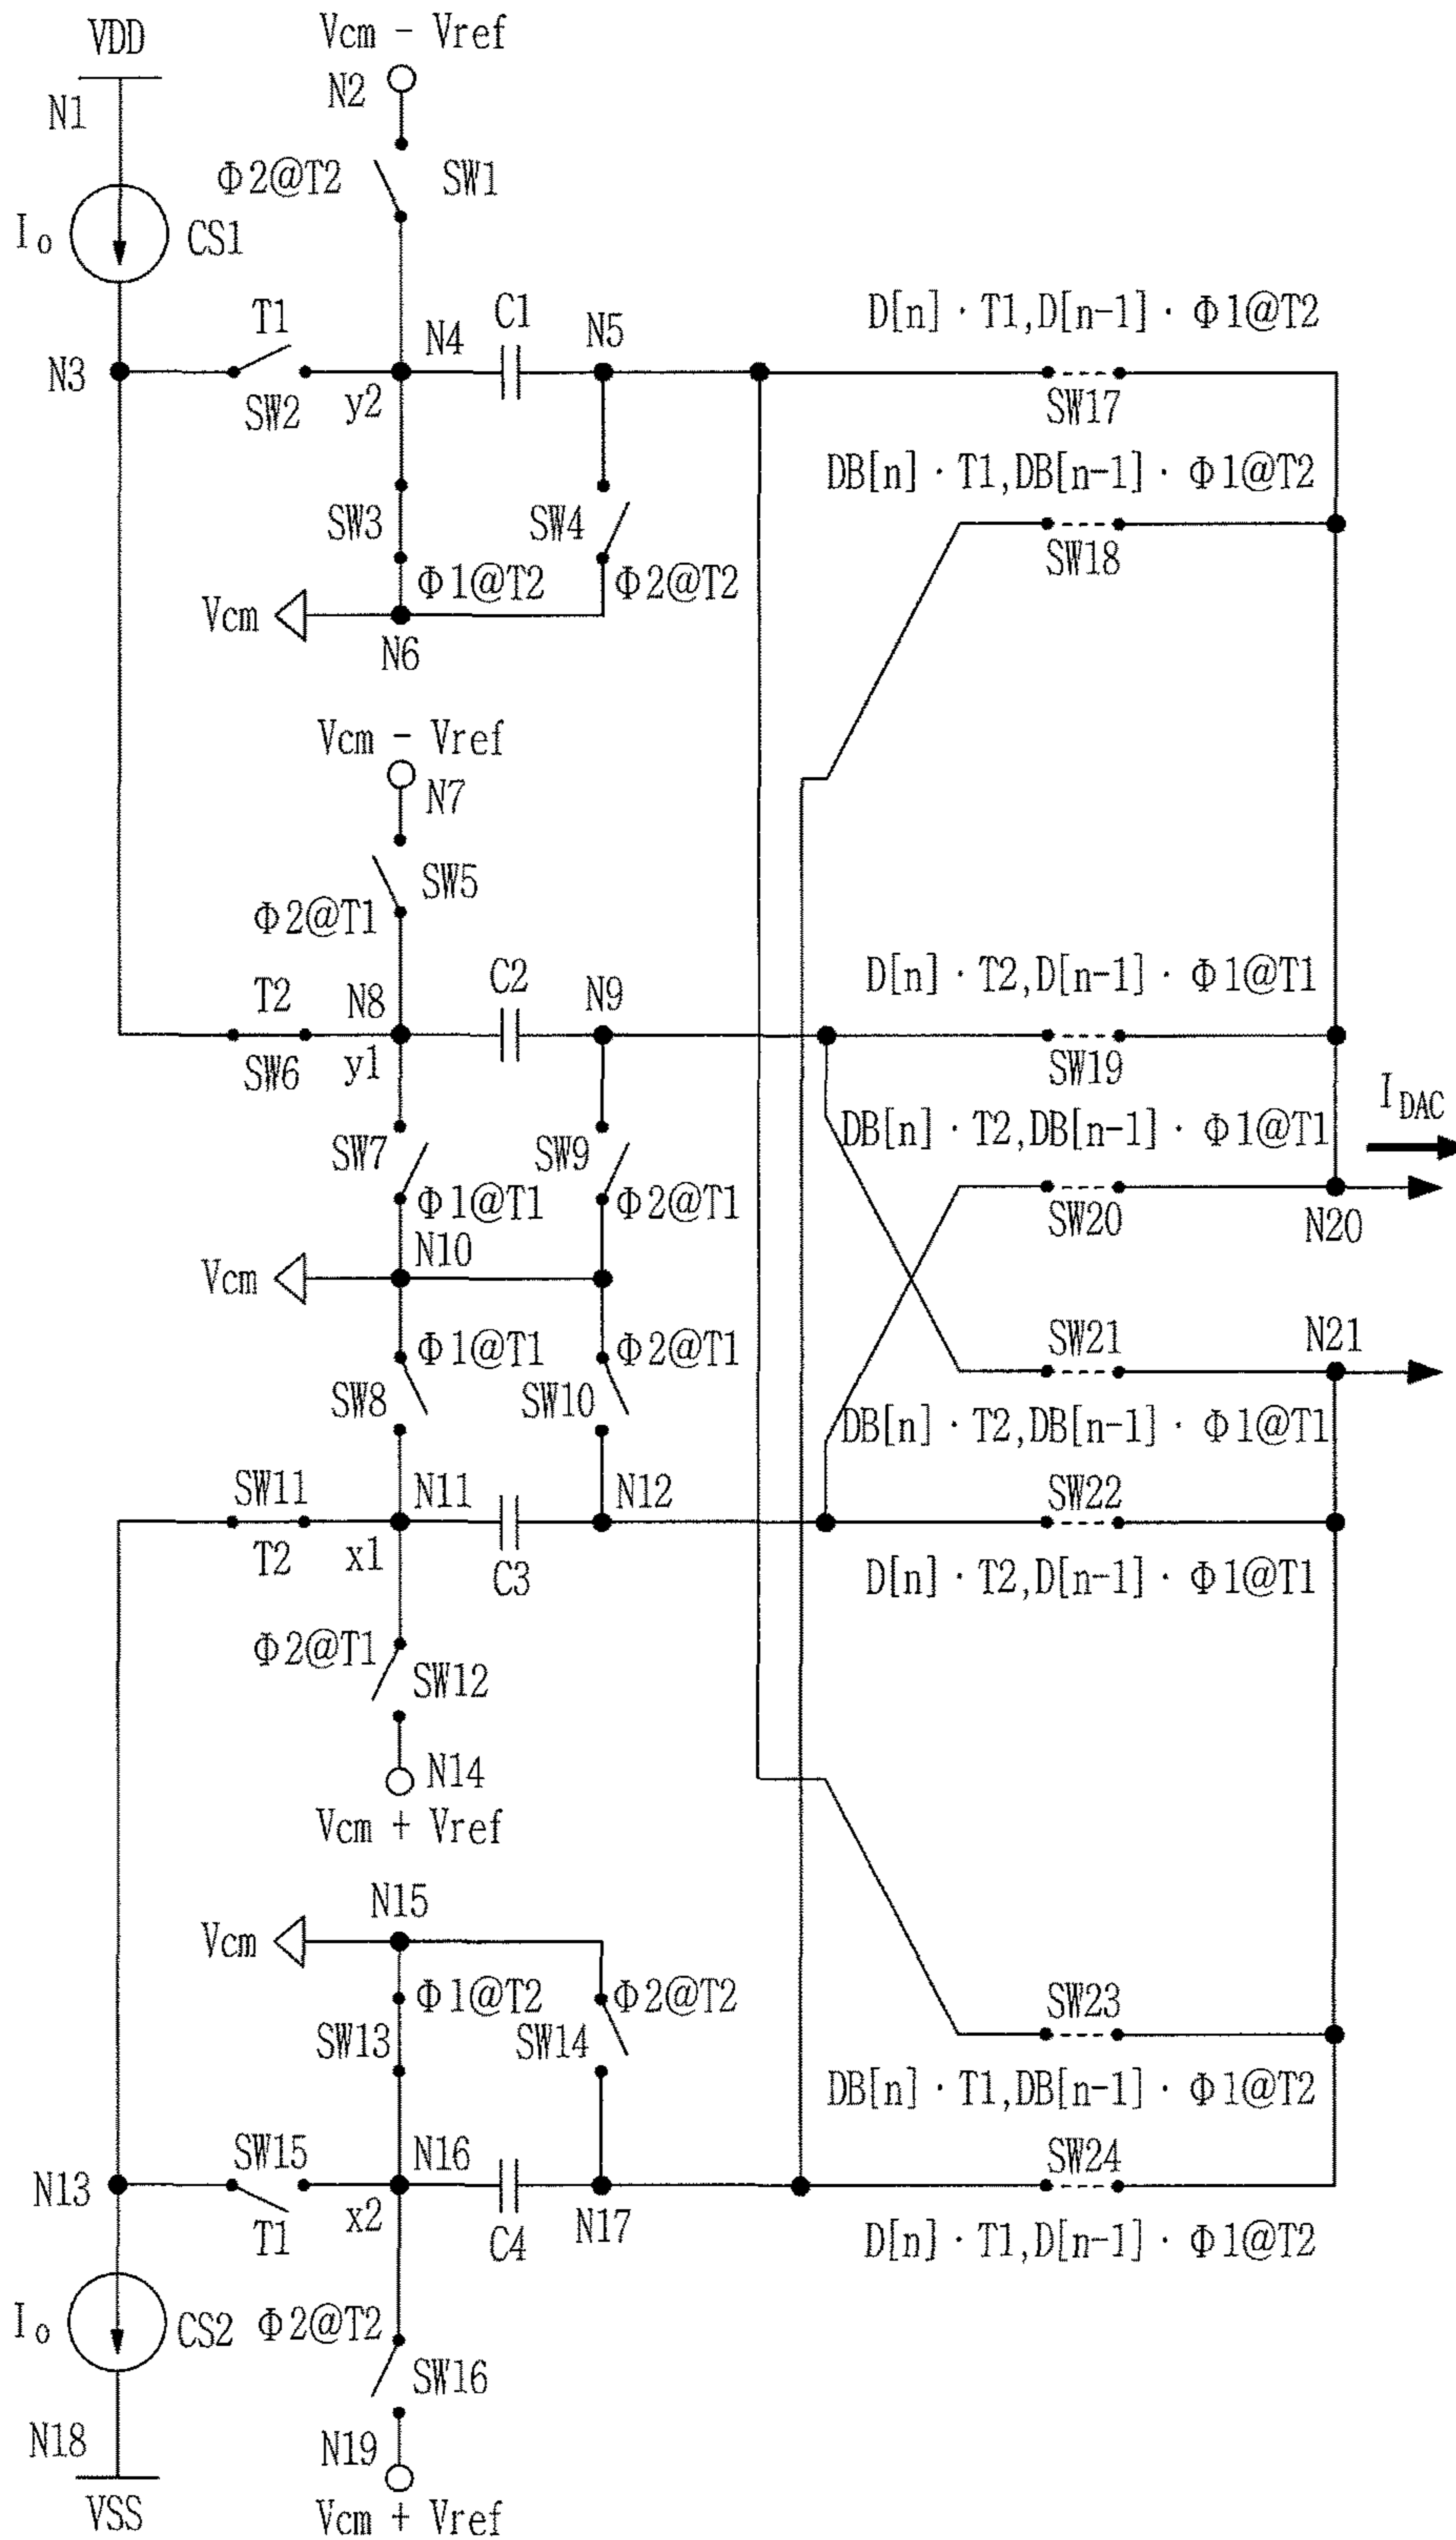 VDD
Vcm - Vref
N1
N2
Φ2@T2
SW1
Io
CS1
T1
C1
D[n] · T1,D[n-1] · Φ1@T2
N3
N4
N5
SW2
y2
SW17
DB[n] · T1,DB[n-1] · Φ1@T2
SW3
SW4
SW18
Φ1@T2
Φ2@T2
Vcm
N6
Vcm - Vref
N7
SW5
Φ2@T1
T2
N8
C2
N9
D[n] · T2,D[n-1] · Φ1@T1
SW6
y1
SW19
IDAC
SW7
SW9
DB[n] · T2,DB[n-1] · Φ1@T1
Φ1@T1
Φ2@T1
SW20
N20
N10
Vcm
Φ1@T1
Φ2@T1
SW21
N21
SW8
SW10
DB[n] · T2,DB[n-1] · Φ1@T1
SW11
N11
N12
SW22
T2
x1
C3
D[n] · T2,D[n-1] · Φ1@T1
Φ2@T1
SW12
N14
Vcm + Vref
N15
Vcm
Φ1@T2
Φ2@T2
SW23
SW13
SW14
DB[n] · T1,DB[n-1] · Φ1@T2
SW15
N16
SW24
N13
x2
N17
T1
C4
D[n] · T1,D[n-1] · Φ1@T2
Io
CS2
Φ2@T2
SW16
N18
N19
VSS
Vcm + Vref